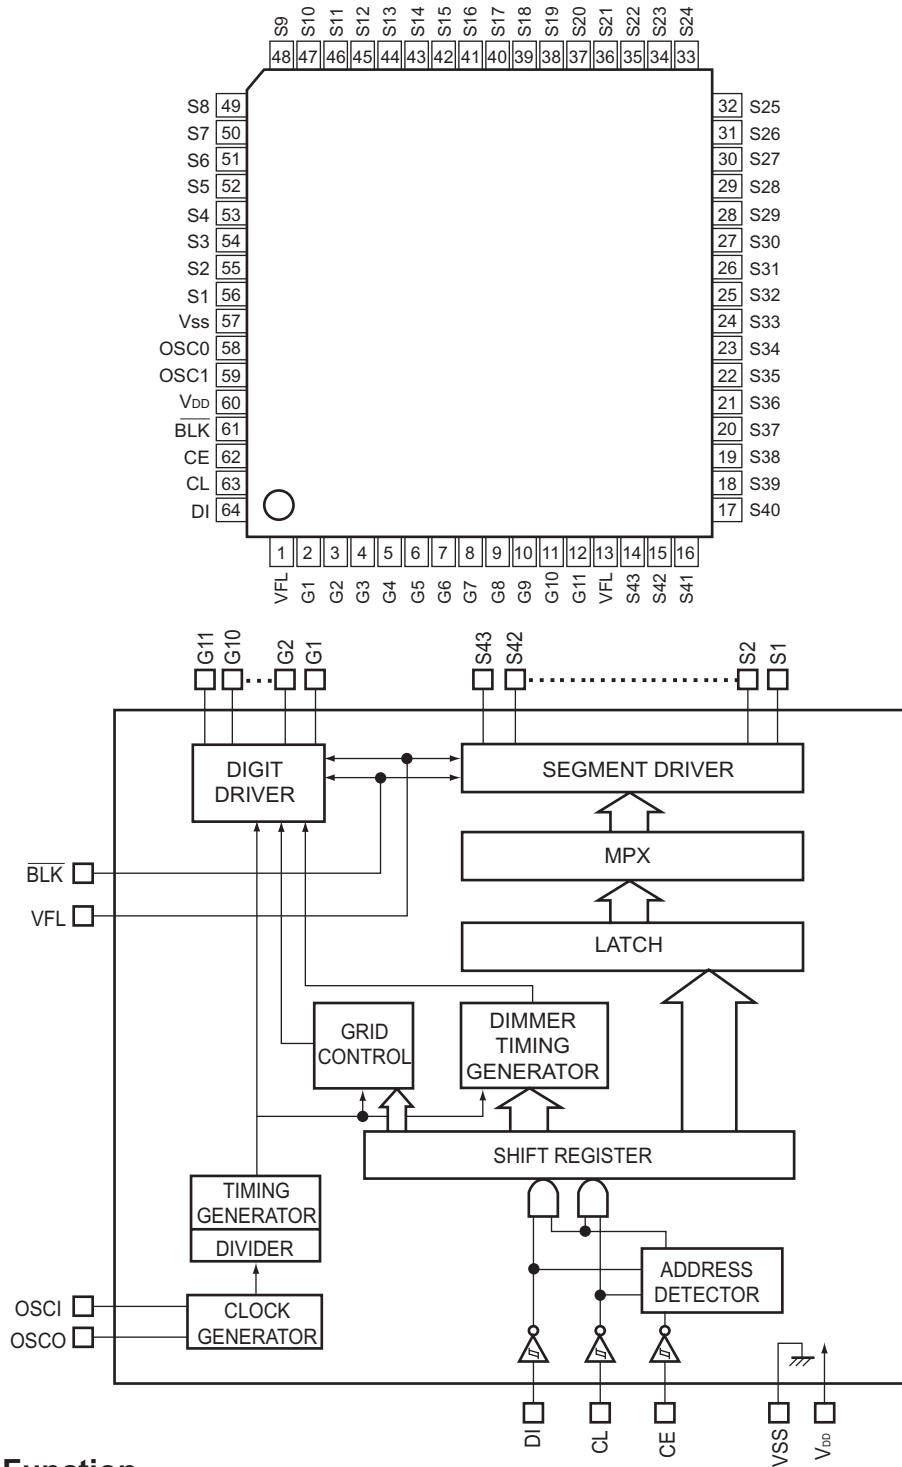 S9 S10 S11 S12 S13 S14 S15 S16 S17 S18 S19 S20 S21 S22 S23 S24
48 47 46 45 44 43 42 41 40 39 38 37 36 35 34 33
S8 49 32 S25
S7 50 31 S26
S6 51 30 S27
S5 52 29 S28
S4 53 28 S29
S3 54 27 S30
S2 55 26 S31
S1 56 25 S32
Vss 57 24 S33
OSC0 58 23 S34
OSC1 59 22 S35
VDD 60 21 S36
BLK 61 20 S37
CE 62 19 S38
CL 63 18 S39
DI 64 17 S40
1 2 3 4 5 6 7 8 9 10 11 12 13 14 15 16
VFL G1 G2 G3 G4 G5 G6 G7 G8 G9 G10 G11 VFL S43 S42 S41
G11 G10 G2 G1 S43 S42 S2 S1
DIGIT
DRIVER
SEGMENT DRIVER
MPX
BLK
VFL
LATCH
GRID
CONTROL
DIMMER
TIMING
GENERATOR
SHIFT REGISTER
TIMING
GENERATOR
DIVIDER
ADDRESS
DETECTOR
OSCI
OSCO
CLOCK
GENERATOR
DI CL CE VSS VDD
Function